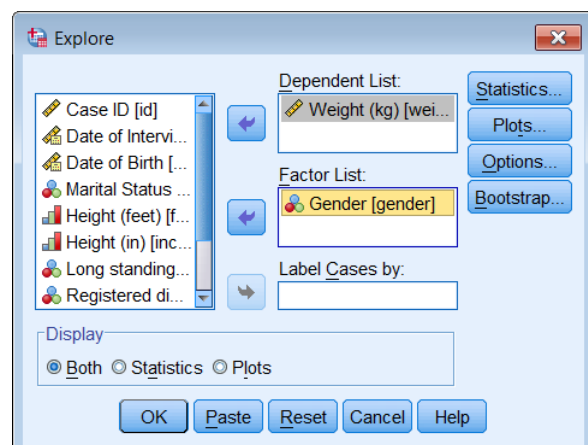 Explore
Dependent List:
Case ID [id]
Date of Intervi...
Date of Birth [...
Marital Status ...
Height (feet) [f...
Height (in) [inc...
Long standing...
Registered di...
Weight (kg) [wei...
Factor List:
Gender [gender]
Label Cases by:
Statistics...
Plots...
Options...
Bootstrap...
Display
Both Statistics Plots
OK Paste Reset Cancel Help